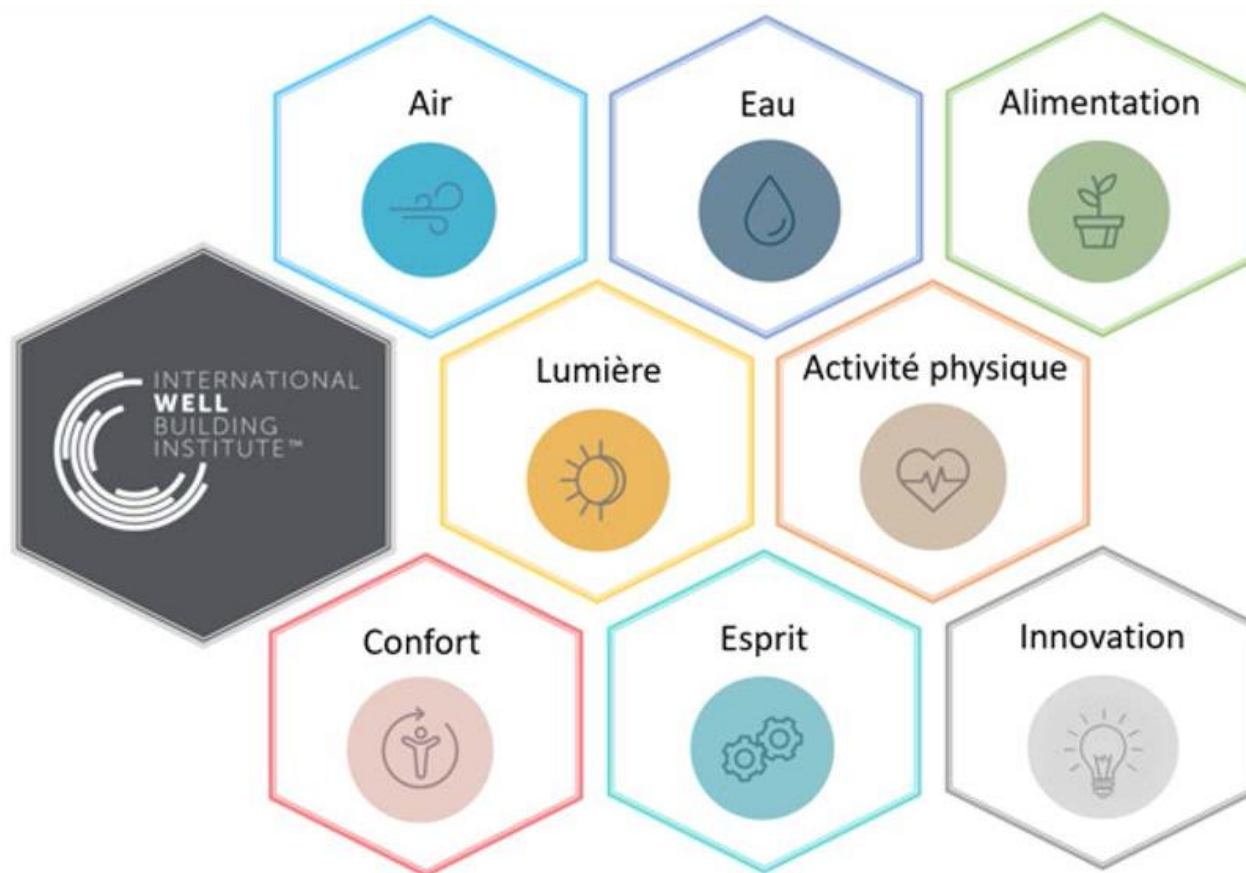 Air
Eau
Alimentation
INTERNATIONAL
WELL
BUILDING
INSTITUTE™
Lumière
Activité physique
Confort
Esprit
Innovation